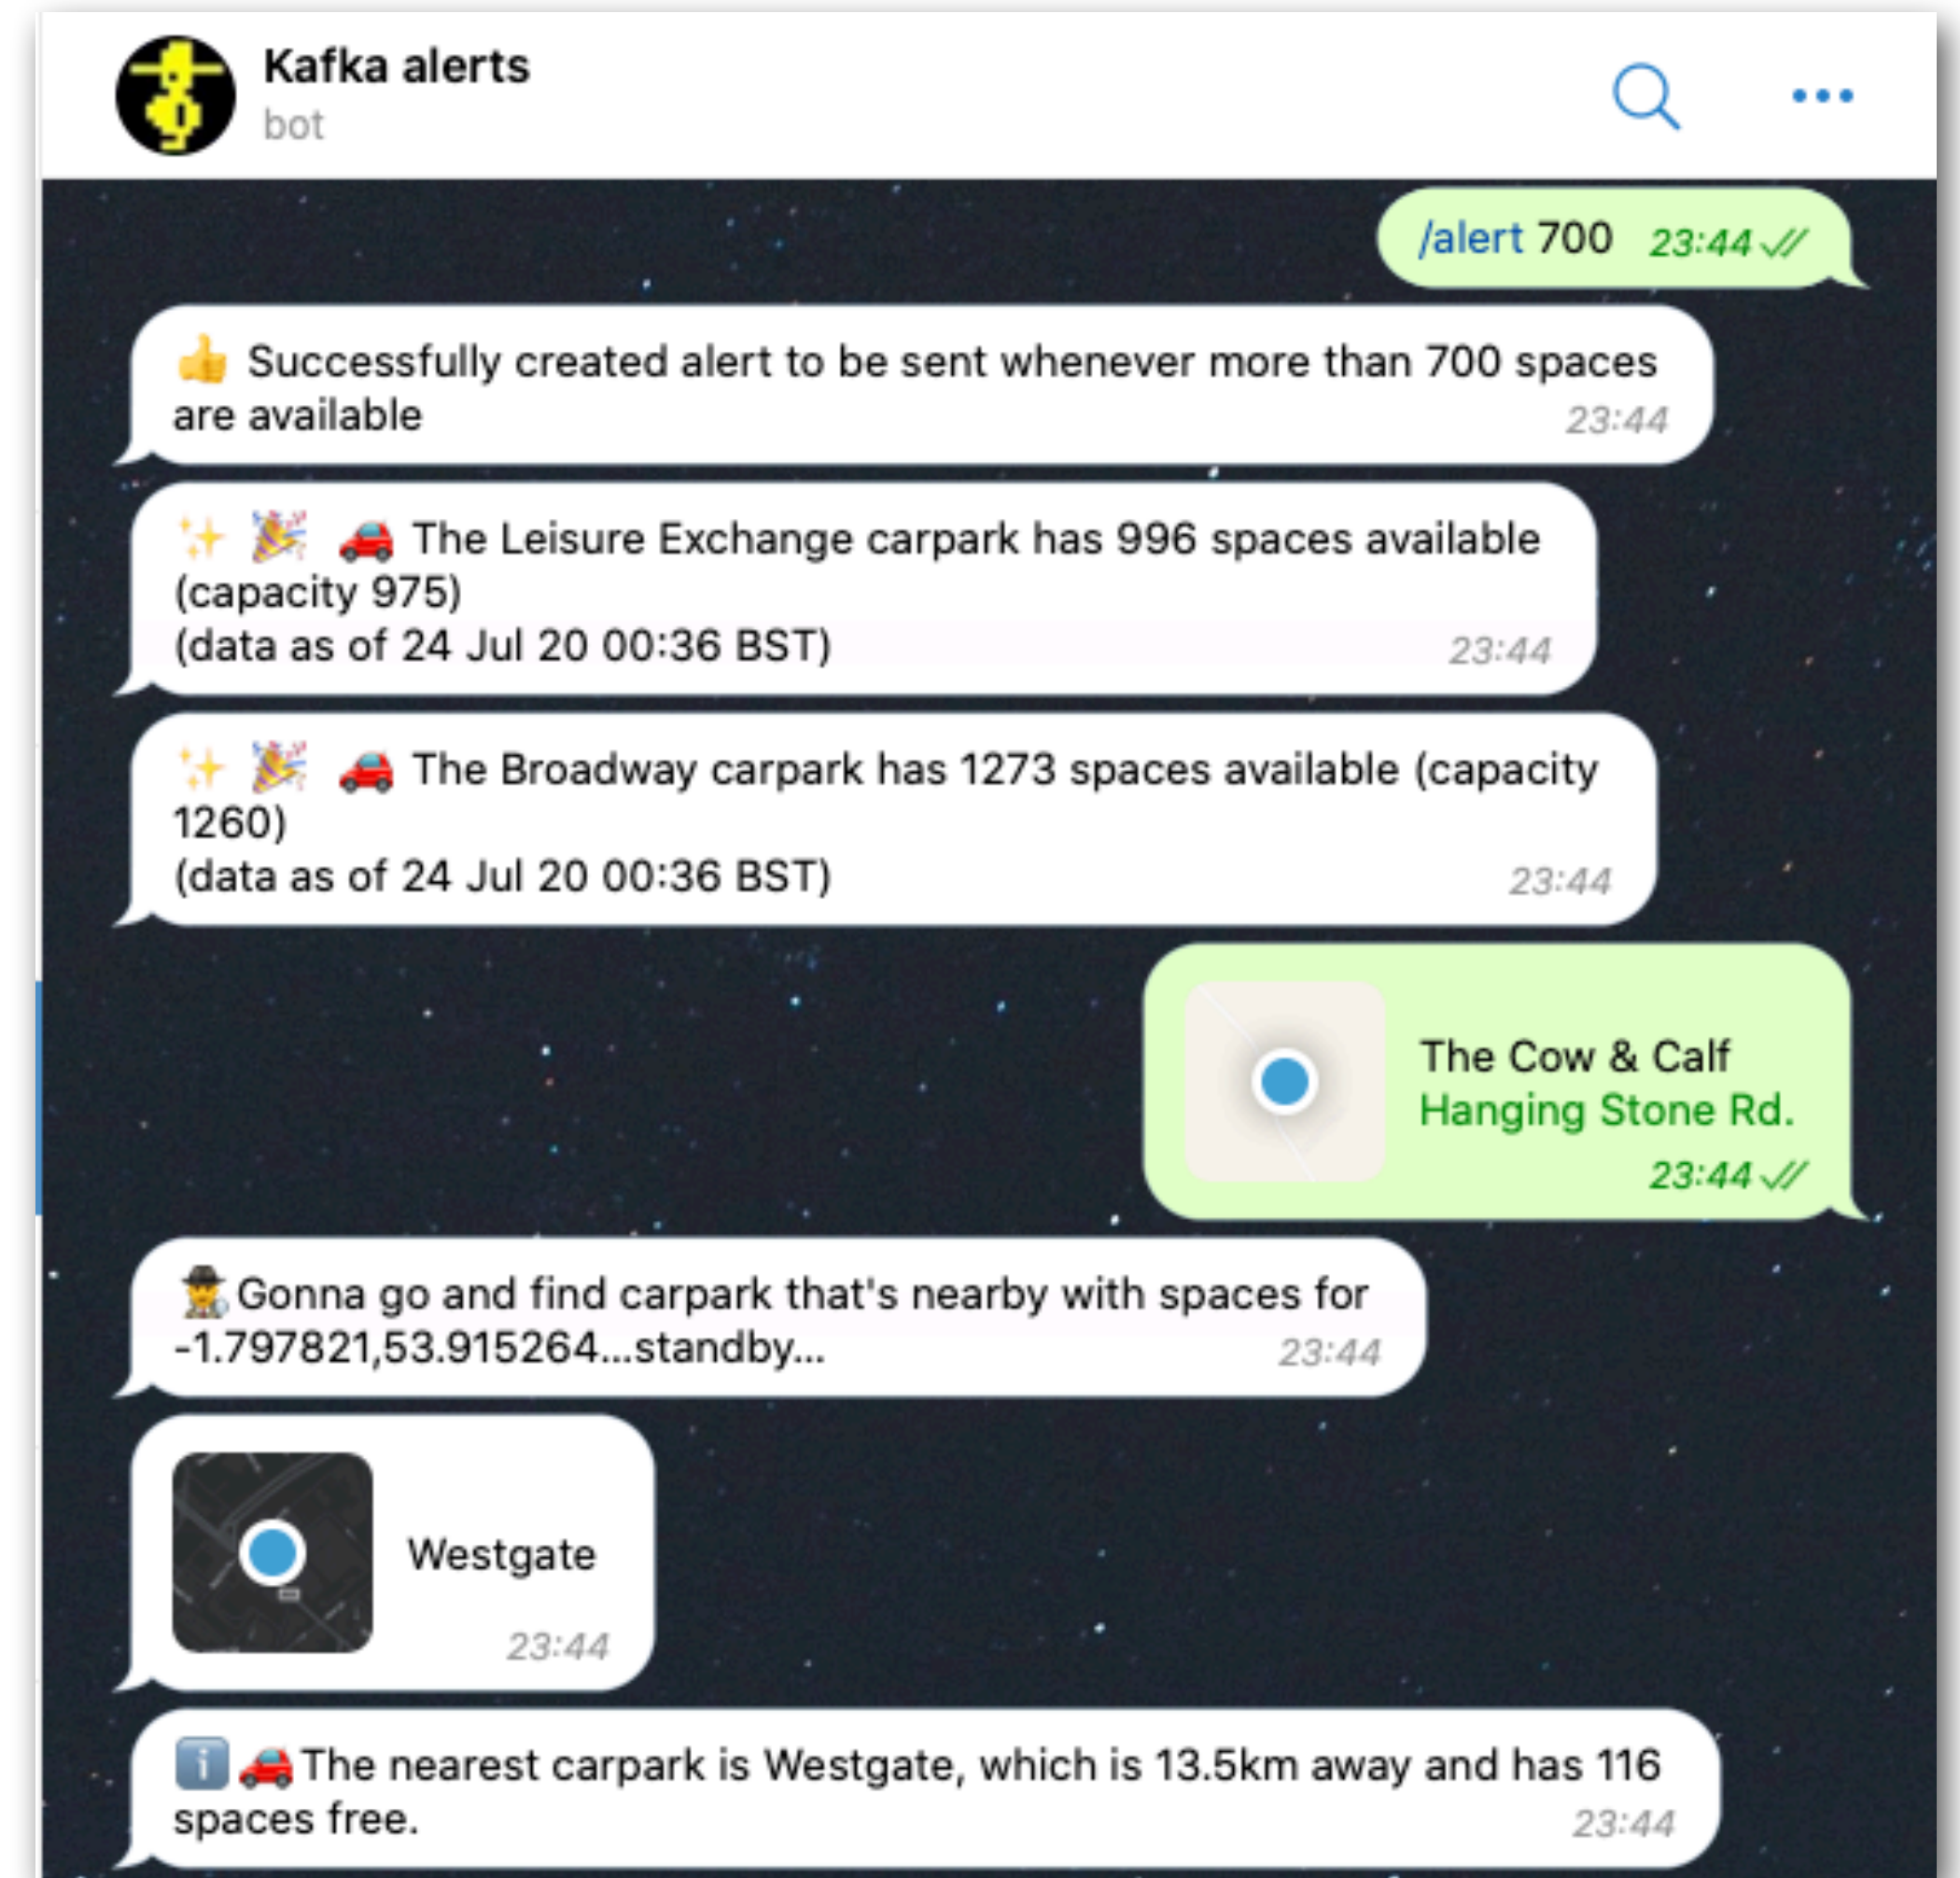 Kafka alerts
bot
/alert 700 23:44
👍 Successfully created alert to be sent whenever more than 700 spaces
are available 23:44
✨ 🎉 🚗 The Leisure Exchange carpark has 996 spaces available
(capacity 975)
(data as of 24 Jul 20 00:36 BST) 23:44
✨ 🎉 🚗 The Broadway carpark has 1273 spaces available (capacity
1260)
(data as of 24 Jul 20 00:36 BST) 23:44
The Cow & Calf
Hanging Stone Rd.
23:44
Gonna go and find carpark that's nearby with spaces for
-1.797821,53.915264...standby... 23:44
Westgate
23:44
ℹ️🚗The nearest carpark is Westgate, which is 13.5km away and has 116
spaces free. 23:44